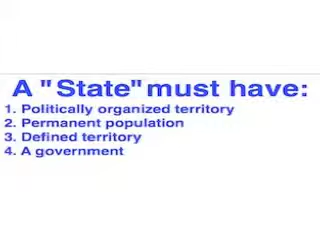 A "State" must have:
1. Politically organized territory
2. Permanent population
3. Defined territory
4. A government